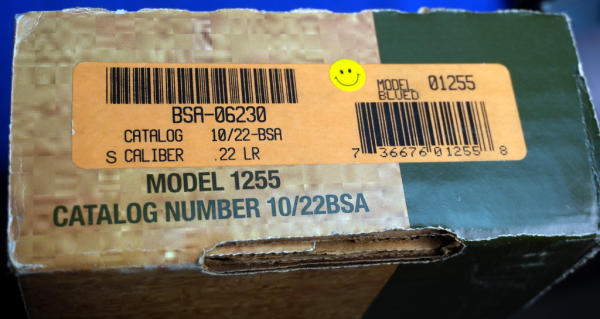 BSA-06230
CATALOG 10/22-BSA
S CALIBER .22 LR
MODEL 01255
BLUED
7 36676 01255 8
MODEL 1255
CATALOG NUMBER 10/22BSA